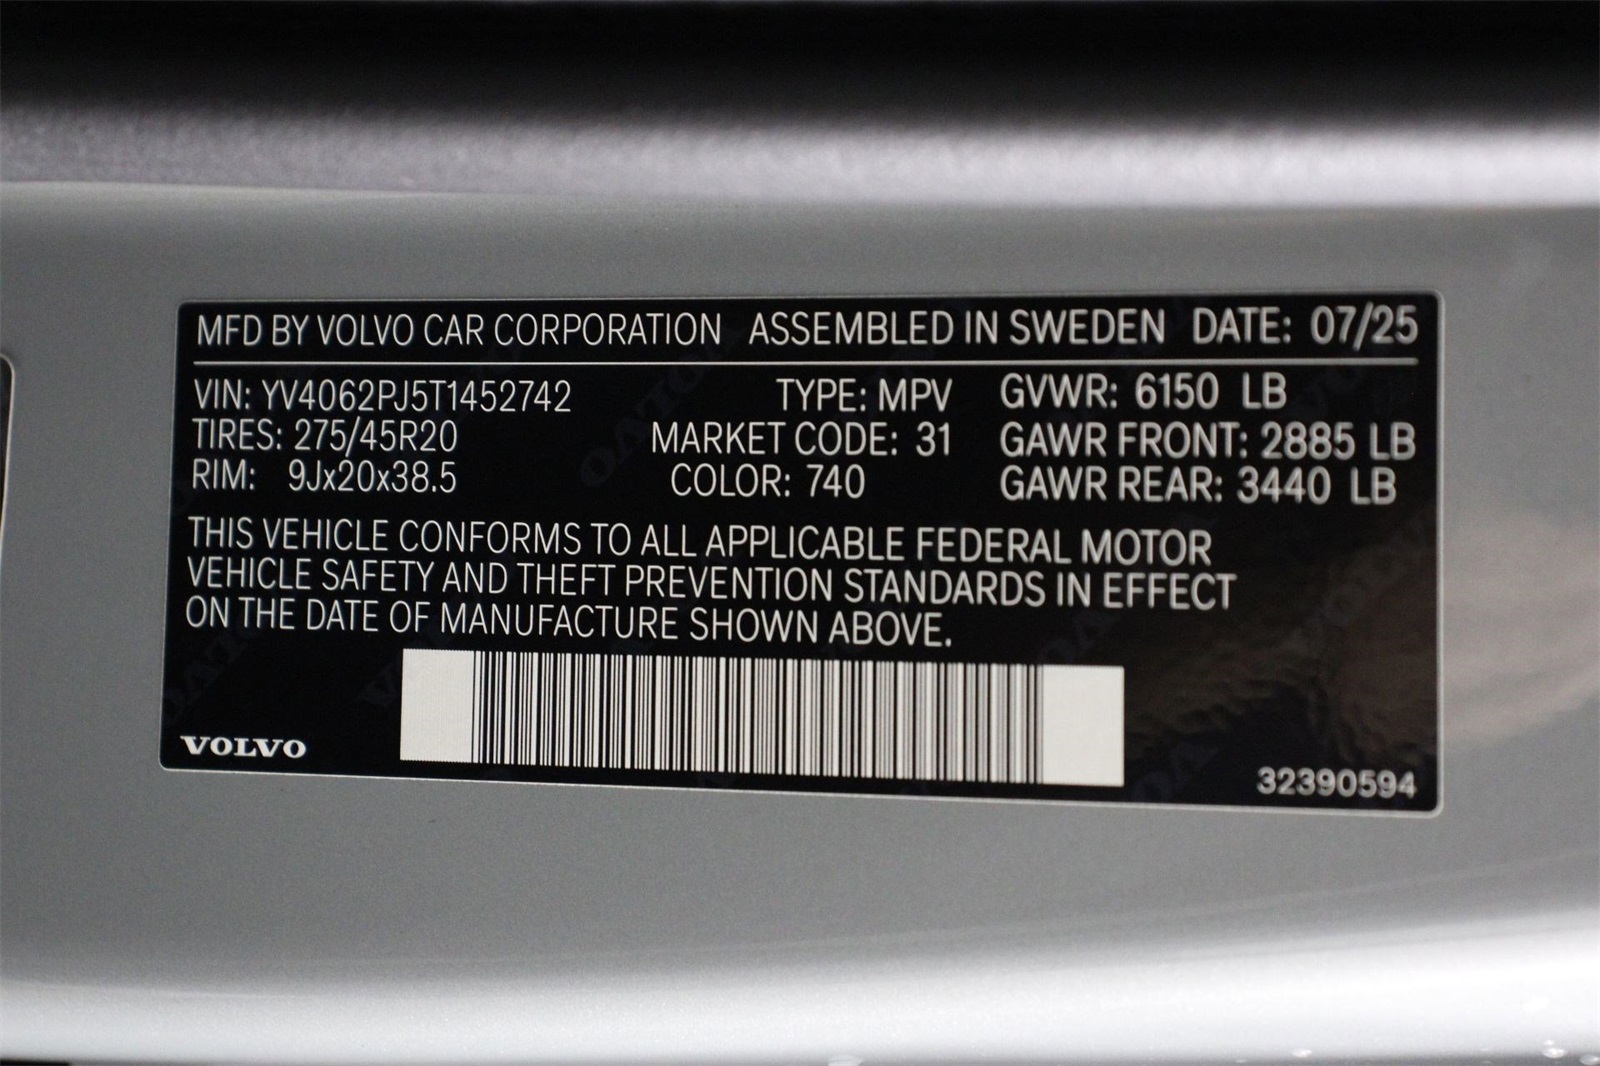 MFD BY VOLVO CAR CORPORATION ASSEMBLED IN SWEDEN DATE: 07/25
VIN: YV4062PJ5T1452742 TYPE: MPV GVWR: 6150 LB
TIRES: 275/45R20 MARKET CODE: 31 GAWR FRONT: 2885 LB
RIM: 9Jx20x38.5 COLOR: 740 GAWR REAR: 3440 LB
THIS VEHICLE CONFORMS TO ALL APPLICABLE FEDERAL MOTOR
VEHICLE SAFETY AND THEFT PREVENTION STANDARDS IN EFFECT
ON THE DATE OF MANUFACTURE SHOWN ABOVE.
VOLVO 32390594